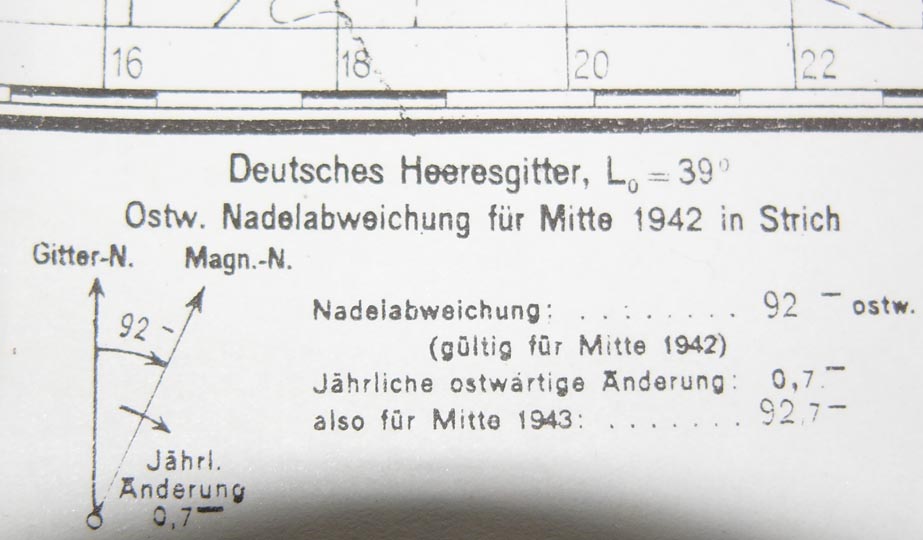 16 18 20 22
Deutsches Heeresgitter, L₀ = 39°
Ostw. Nadelabweichung für Mitte 1942 in Strich
Gitter-N. Magn.-N.
92 -
Nadelabweichung: . . . . . . . . 92 – ostw.
(gültig für Mitte 1942)
Jährliche ostwärtige Änderung: 0,7 –
also für Mitte 1943: . . . . . . . . 92,7 –
Jährl.
Änderung
0,7 –